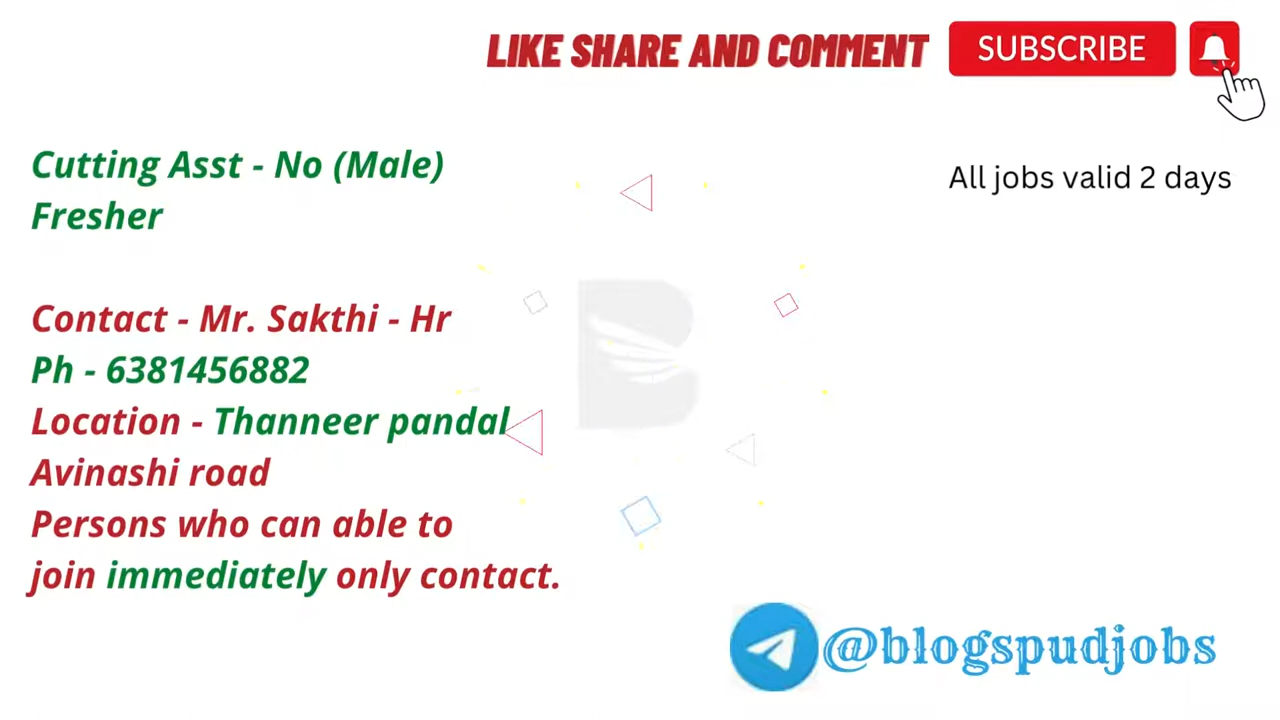 LIKE SHARE AND COMMENT
SUBSCRIBE
All jobs valid 2 days
Cutting Asst - No (Male)
Fresher
Contact - Mr. Sakthi - Hr
Ph - 6381456882
Location - Thanneer pandal
Avinashi road
Persons who can able to
join immediately only contact.
@blogspudjobs